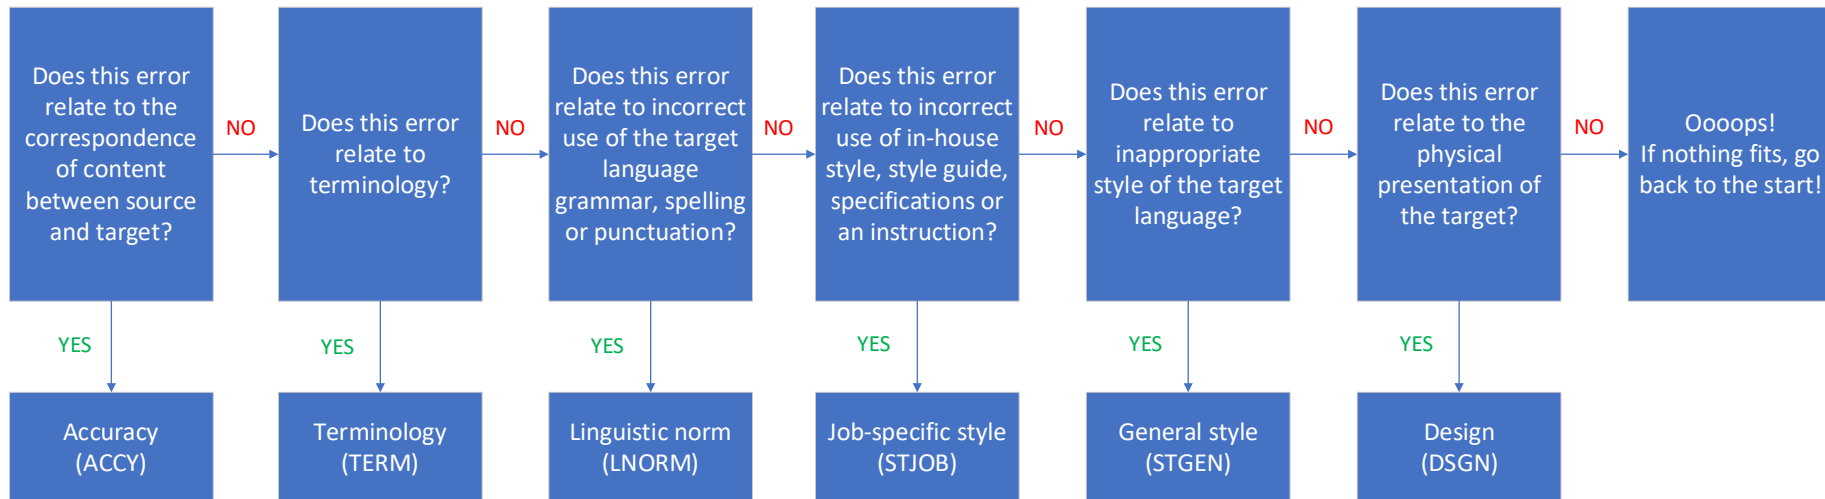 Does this error
relate to the
correspondence
of content
between source
and target?
NO
Does this error
relate to
terminology?
NO
Does this error
relate to incorrect
use of the target
language
grammar, spelling
or punctuation?
NO
Does this error
relate to incorrect
use of in-house
style, style guide,
specifications or
an instruction?
NO
Does this error
relate to
inappropriate
style of the target
language?
NO
Does this error
relate to the
physical
presentation of
the target?
NO
Oooops!
If nothing fits, go
back to the start!
YES
YES
YES
YES
YES
YES
Accuracy
(ACCY)
Terminology
(TERM)
Linguistic norm
(LNORM)
Job-specific style
(STJOB)
General style
(STGEN)
Design
(DSGN)